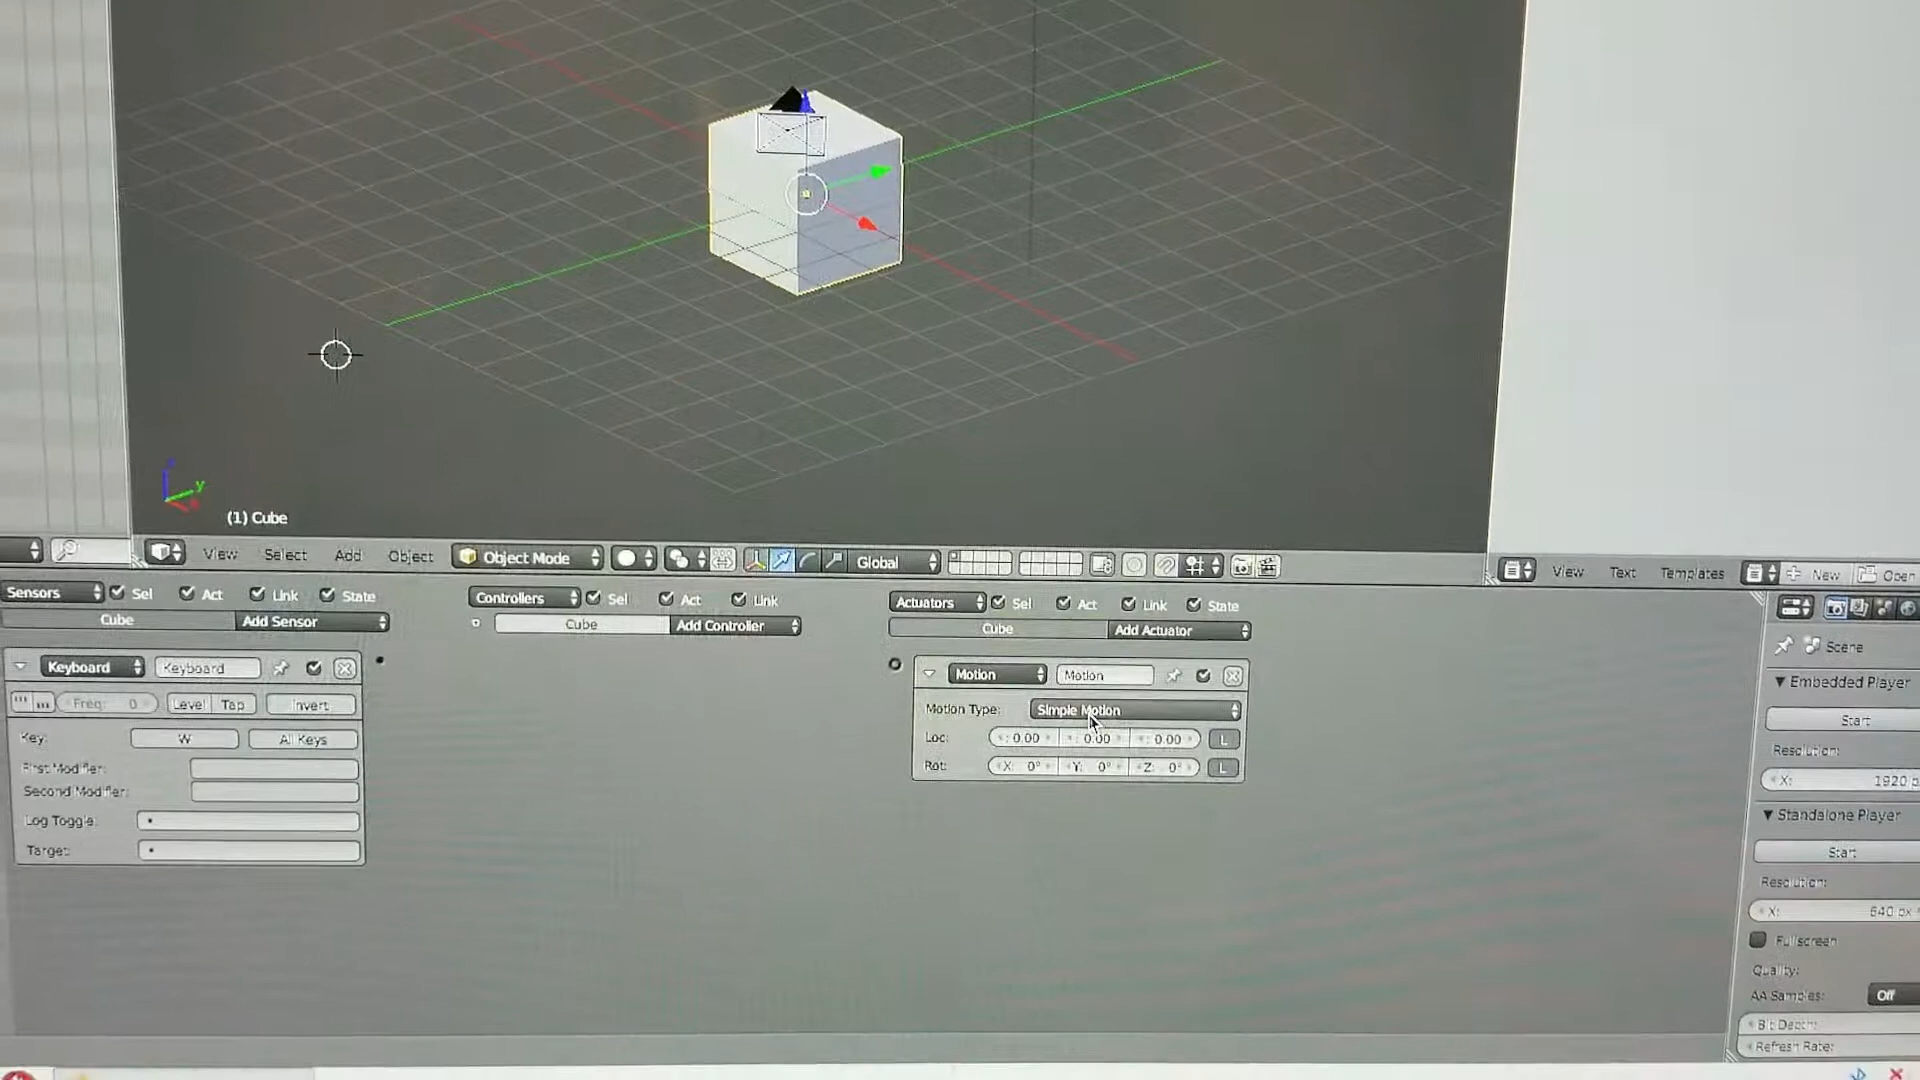 y
(1) Cube
View Select Add Object Object Mode Global
View Text Templates New Open
Sensors Sel Act Link State
Controllers Sel Act Link
Actuators Sel Act Link State
Cube Add Sensor
Cube Add Controller
Cube Add Actuator
Keyboard Keyboard
Freq: 0 Level Tap Invert
Key: W All Keys
First Modifier:
Second Modifier:
Log Toggle:
Target:
Motion Motion
Motion Type: Simple Motion
Loc: 0.00 0.00 0.00 L
Rot: X: 0° Y: 0° Z: 0° L
Scene
Embedded Player
Start
Resolution:
X: 1920 p
Standalone Player
Start
Resolution:
X: 640 px
Fullscreen
Quality:
AA Samples: Off
Bit Depth:
Refresh Rate: